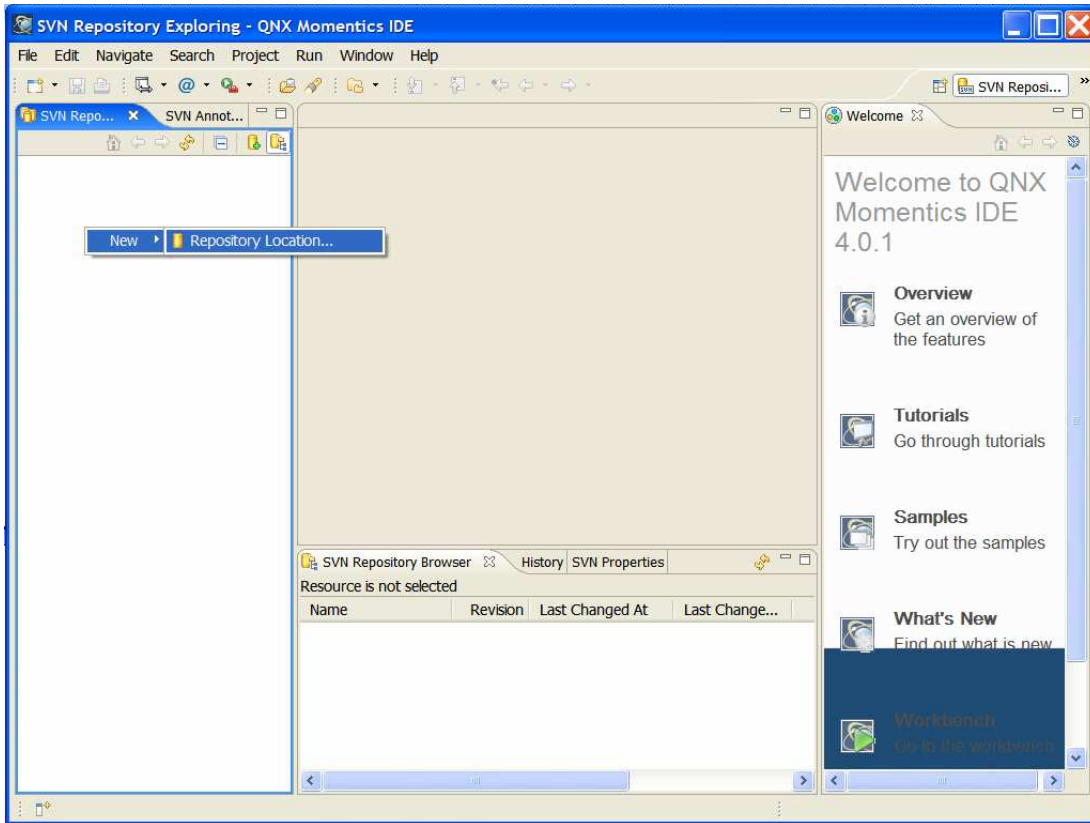 SVN Repository Exploring - QNX Momentics IDE
File Edit Navigate Search Project Run Window Help
SVN Reposi...
SVN Repo...
SVN Annot...
New
Repository Location...
SVN Repository Browser
History
SVN Properties
Resource is not selected
Name Revision Last Changed At Last Change...
Welcome
Welcome to QNX
Momentics IDE
4.0.1
Overview
Get an overview of
the features
Tutorials
Go through tutorials
Samples
Try out the samples
What's New
Find out what is new
Workbench
Go to the workbench